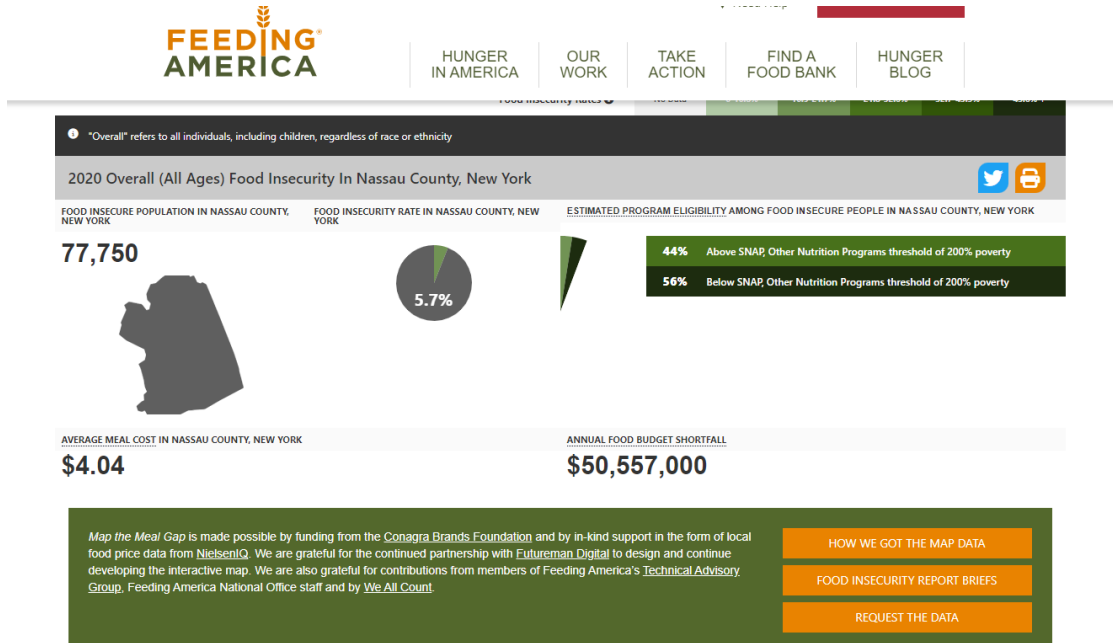 FEEDING
AMERICA
HUNGER
IN AMERICA
OUR
WORK
TAKE
ACTION
FIND A
FOOD BANK
HUNGER
BLOG
"Overall" refers to all individuals, including children, regardless of race or ethnicity
2020 Overall (All Ages) Food Insecurity In Nassau County, New York
FOOD INSECURE POPULATION IN NASSAU COUNTY,
NEW YORK
77,750
FOOD INSECURITY RATE IN NASSAU COUNTY, NEW
YORK
5.7%
ESTIMATED PROGRAM ELIGIBILITY AMONG FOOD INSECURE PEOPLE IN NASSAU COUNTY, NEW YORK
44% Above SNAP, Other Nutrition Programs threshold of 200% poverty
56% Below SNAP, Other Nutrition Programs threshold of 200% poverty
AVERAGE MEAL COST IN NASSAU COUNTY, NEW YORK
$4.04
ANNUAL FOOD BUDGET SHORTFALL
$50,557,000
Map the Meal Gap is made possible by funding from the Conagra Brands Foundation and by in-kind support in the form of local
food price data from NielsenIQ. We are grateful for the continued partnership with Futureman Digital to design and continue
developing the interactive map. We are also grateful for contributions from members of Feeding America's Technical Advisory
Group, Feeding America National Office staff and by We All Count.
HOW WE GOT THE MAP DATA
FOOD INSECURITY REPORT BRIEFS
REQUEST THE DATA